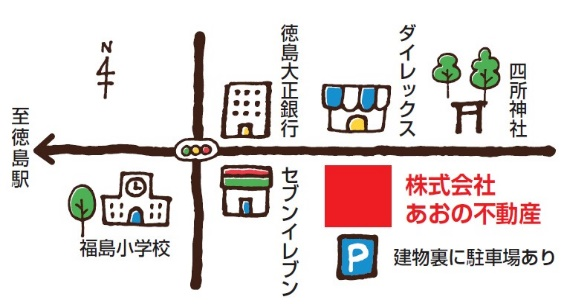 N
至徳島駅
徳島大正銀行
ダイレックス
四所神社
福島小学校
セブンイレブン
株式会社
あおの不動産
P
建物裏に駐車場あり